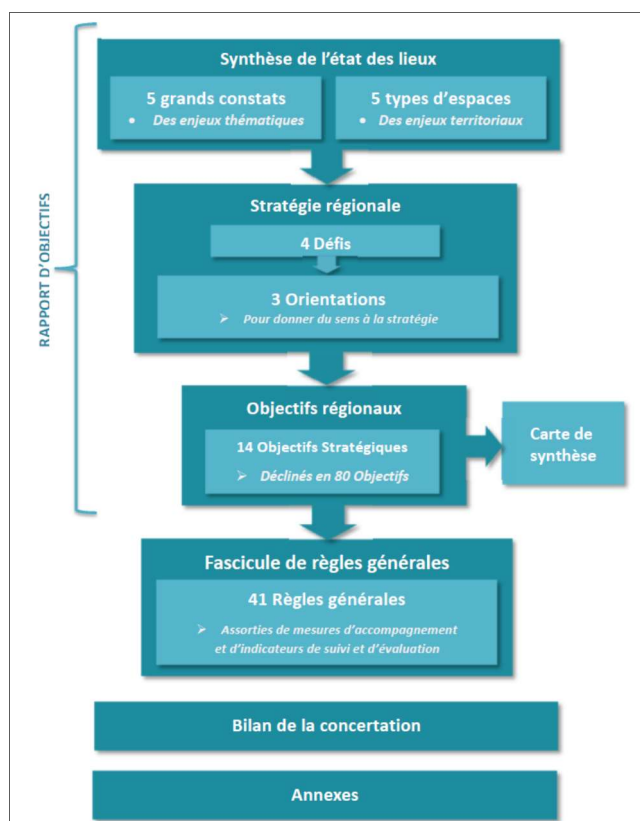 RAPPORT D'OBJECTIFS
Synthèse de l'état des lieux
5 grands constats
• Des enjeux thématiques
5 types d'espaces
• Des enjeux territoriaux
Stratégie régionale
4 Défis
3 Orientations
➢ Pour donner du sens à la stratégie
Objectifs régionaux
14 Objectifs Stratégiques
➢ Déclinés en 80 Objectifs
Carte de
synthèse
Fascicule de règles générales
41 Règles générales
➢ Assorties de mesures d'accompagnement
et d'indicateurs de suivi et d'évaluation
Bilan de la concertation
Annexes